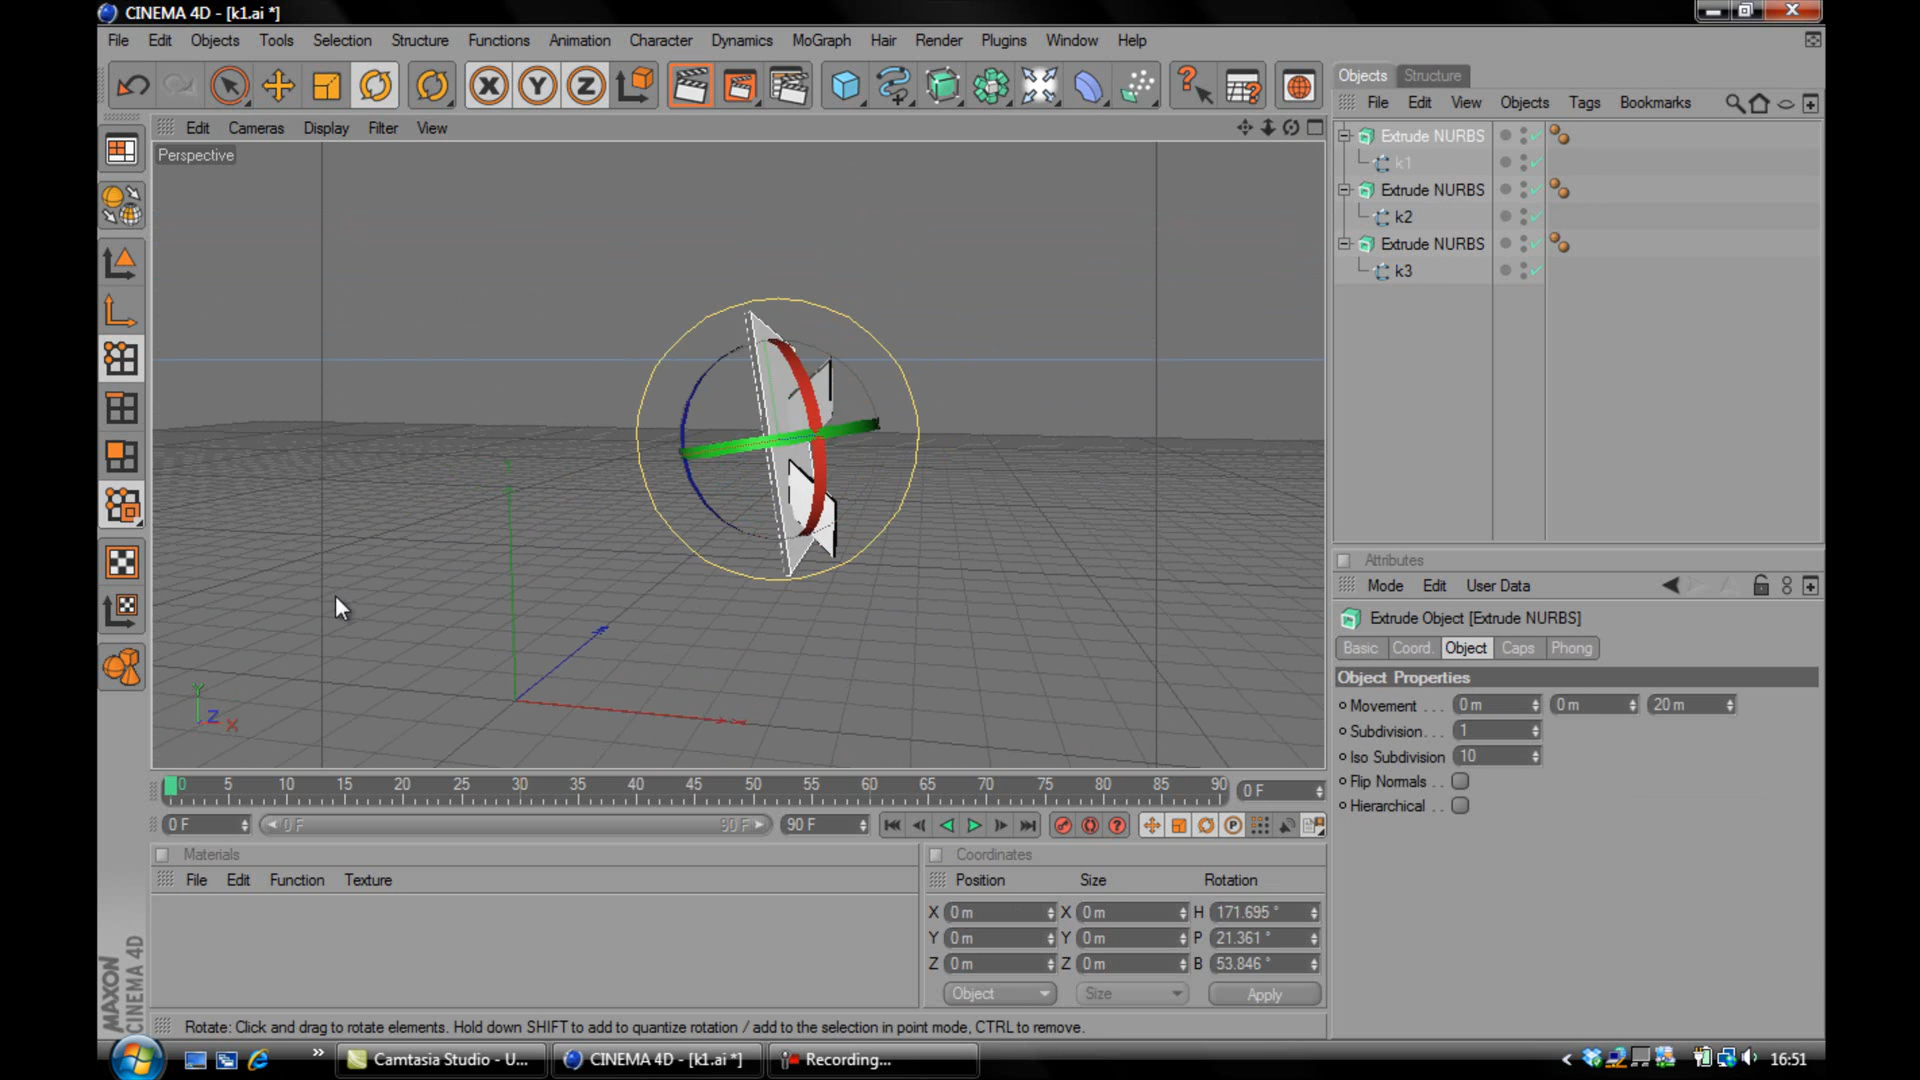 CINEMA 4D - [k1.ai *]
File Edit Objects Tools Selection Structure Functions Animation Character Dynamics MoGraph Hair Render Plugins Window Help
X Y Z
Objects Structure
File Edit View Objects Tags Bookmarks
Edit Cameras Display Filter View
Perspective
Extrude NURBS
k1
Extrude NURBS
k2
Extrude NURBS
k3
Attributes
Mode Edit User Data
Extrude Object [Extrude NURBS]
Basic Coord. Object Caps Phong
Object Properties
Movement . . . 0 m 0 m 20 m
Subdivision. . . 1
Iso Subdivision 10
Flip Normals . .
Hierarchical . .
Y Z X
0 5 10 15 20 25 30 35 40 45 50 55 60 65 70 75 80 85 90 0 F
0 F 0 F 90 F 90 F P
Materials
File Edit Function Texture
Coordinates
Position Size Rotation
X 0 m X 0 m H 171.695 °
Y 0 m Y 0 m P 21.361 °
Z 0 m Z 0 m B 53.846 °
Object Size Apply
MAXON
CINEMA 4D
Rotate: Click and drag to rotate elements. Hold down SHIFT to add to quantize rotation / add to the selection in point mode, CTRL to remove.
Camtasia Studio - U... CINEMA 4D - [k1.ai *] Recording... 16:51